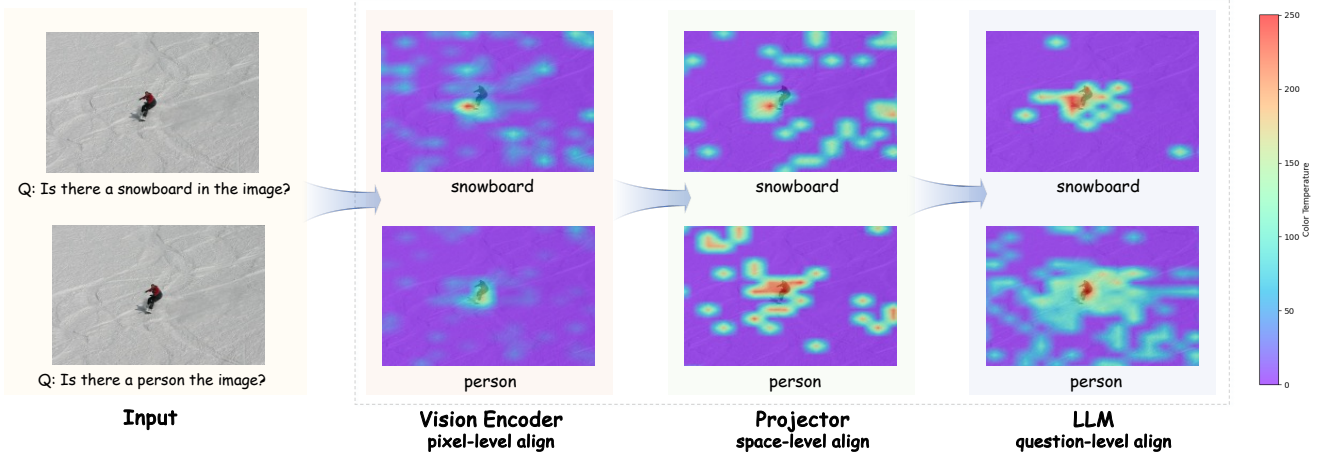 Q: Is there a snowboard in the image?
Q: Is there a person the image?
Input
snowboard
person
Vision Encoder
pixel-level align
snowboard
person
Projector
space-level align
snowboard
person
LLM
question-level align
250
200
150
100
50
0
Color Temperature